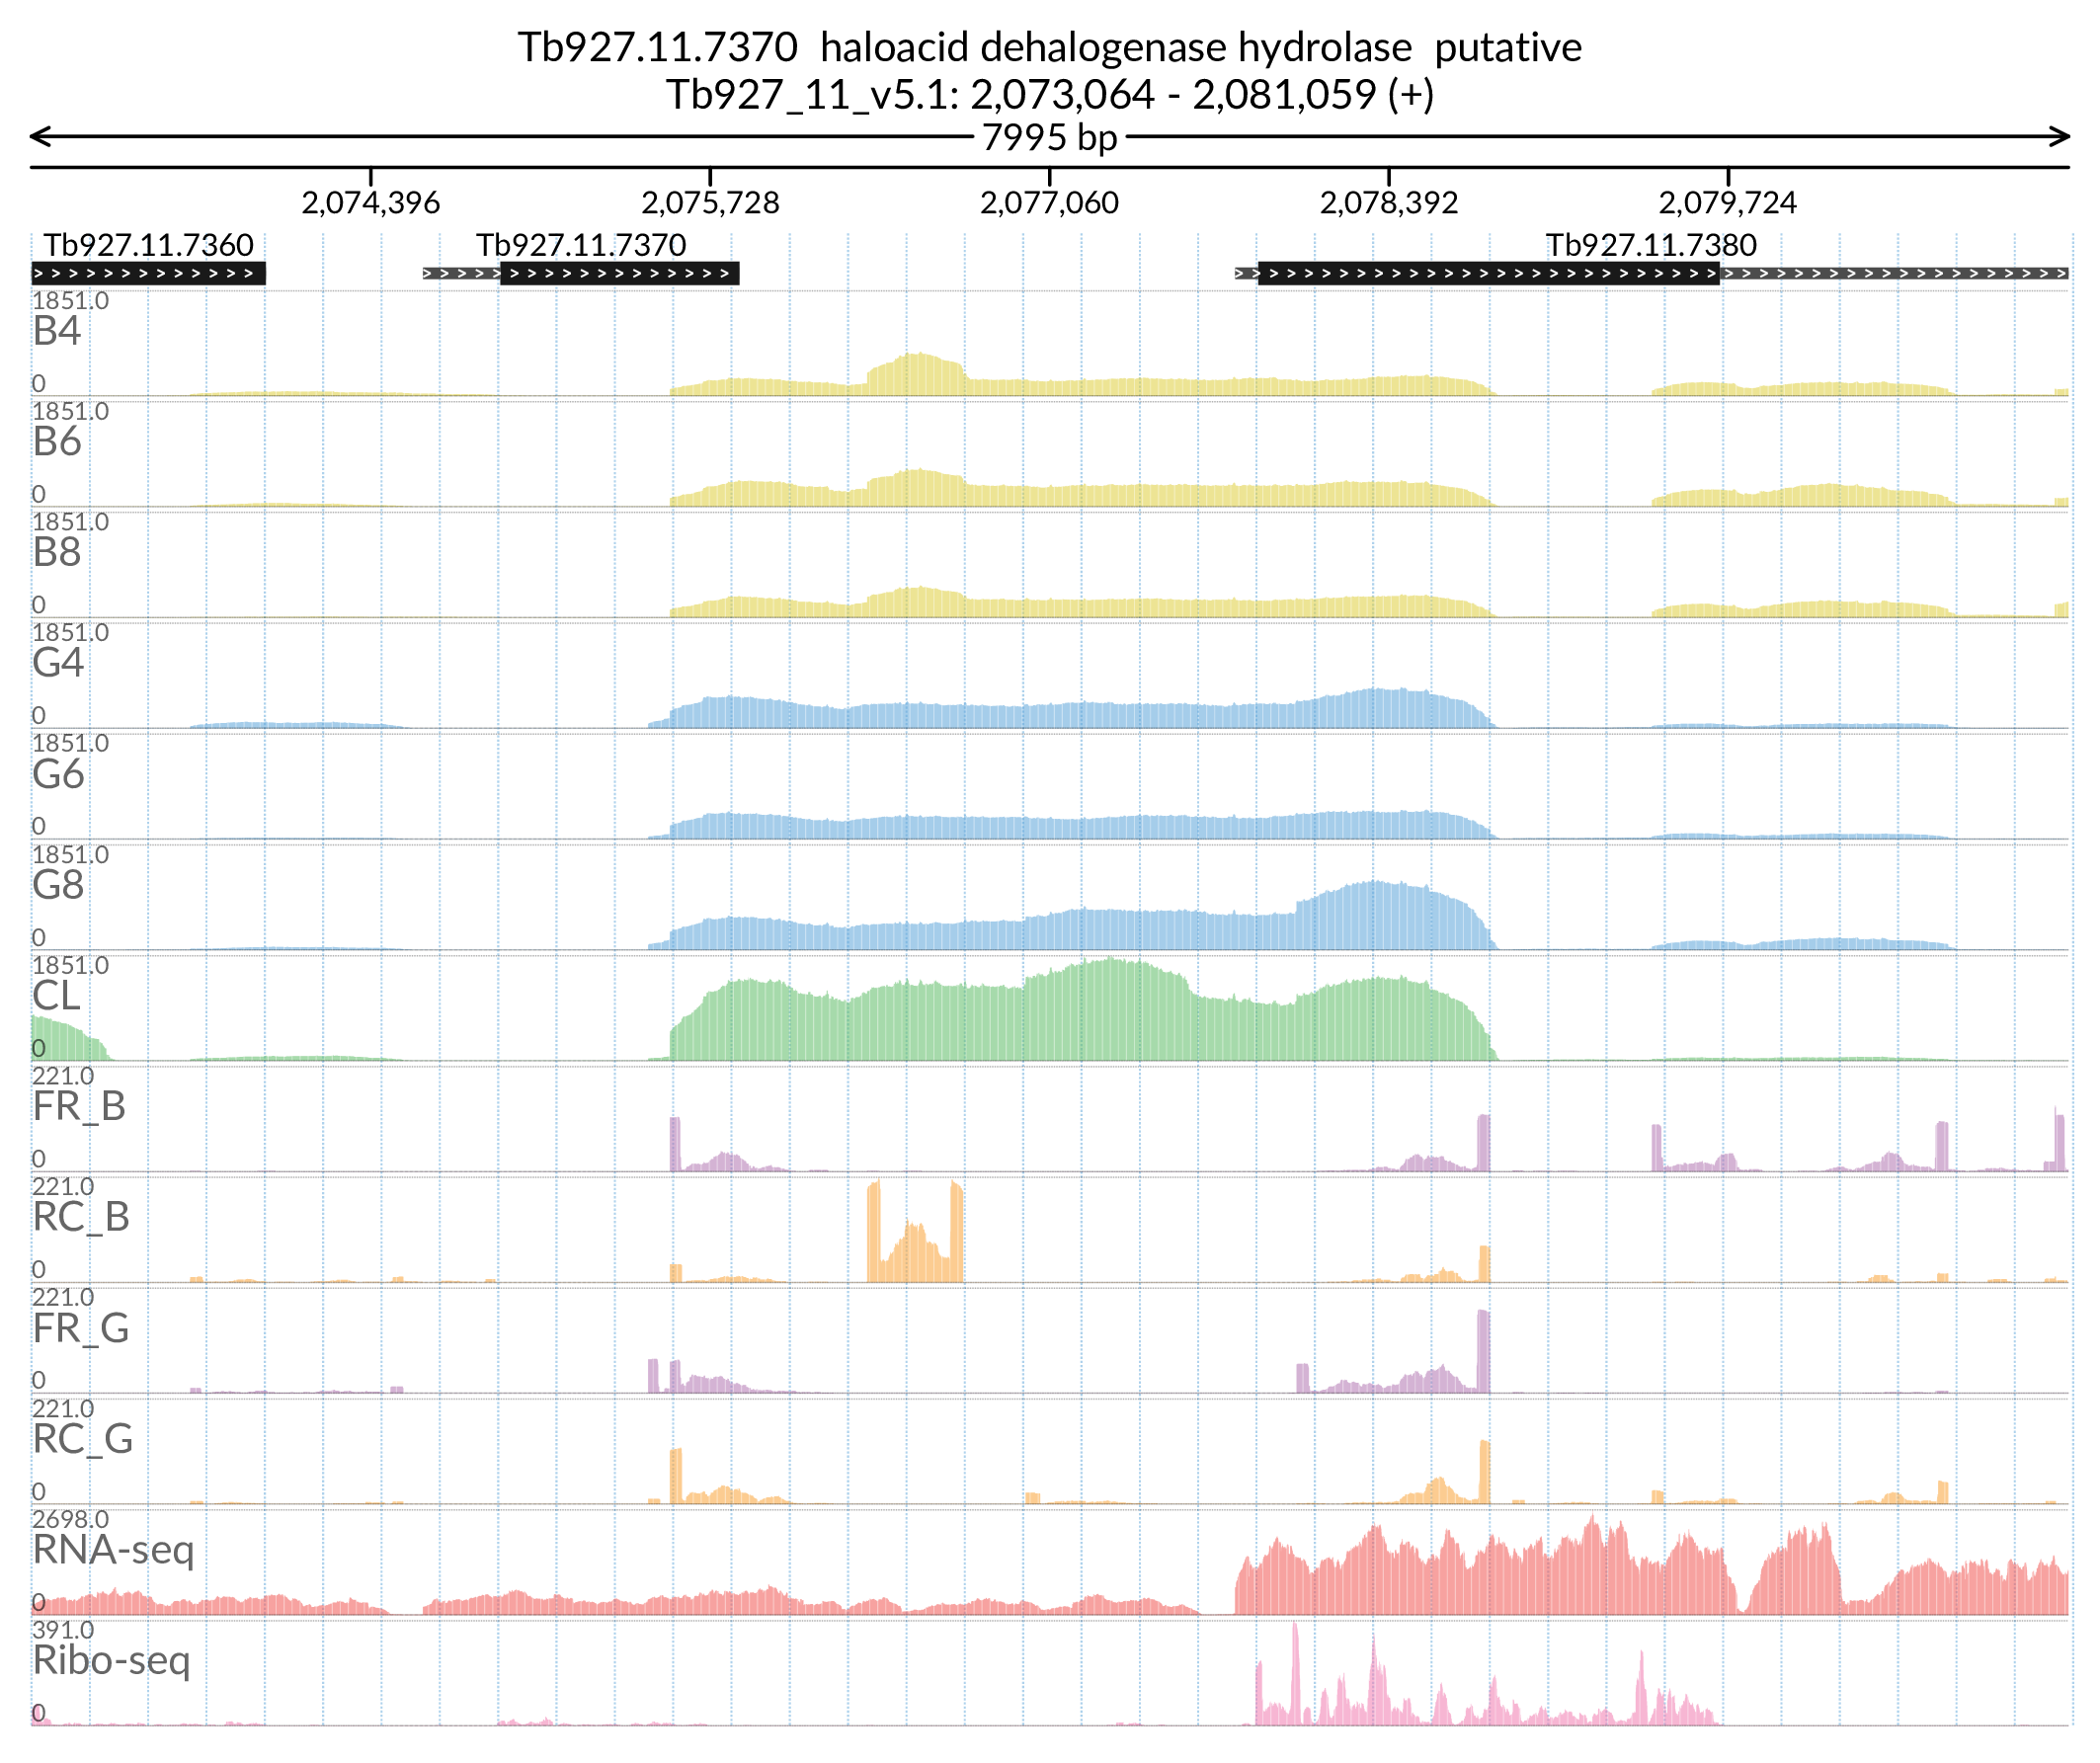 Tb927.11.7370 haloacid dehalogenase hydrolase putative
Tb927_11_v5.1: 2,073,064 - 2,081,059 (+)
7995 bp
2,074,396 2,075,728 2,077,060 2,078,392 2,079,724
Tb927.11.7360 Tb927.11.7370 Tb927.11.7380
1851.0
B4
0
1851.0
B6
0
1851.0
B8
0
1851.0
G4
0
1851.0
G6
0
1851.0
G8
0
1851.0
CL
0
221.0
FR_B
0
221.0
RC_B
0
221.0
FR_G
0
221.0
RC_G
0
2698.0
RNA-seq
0
391.0
Ribo-seq
0